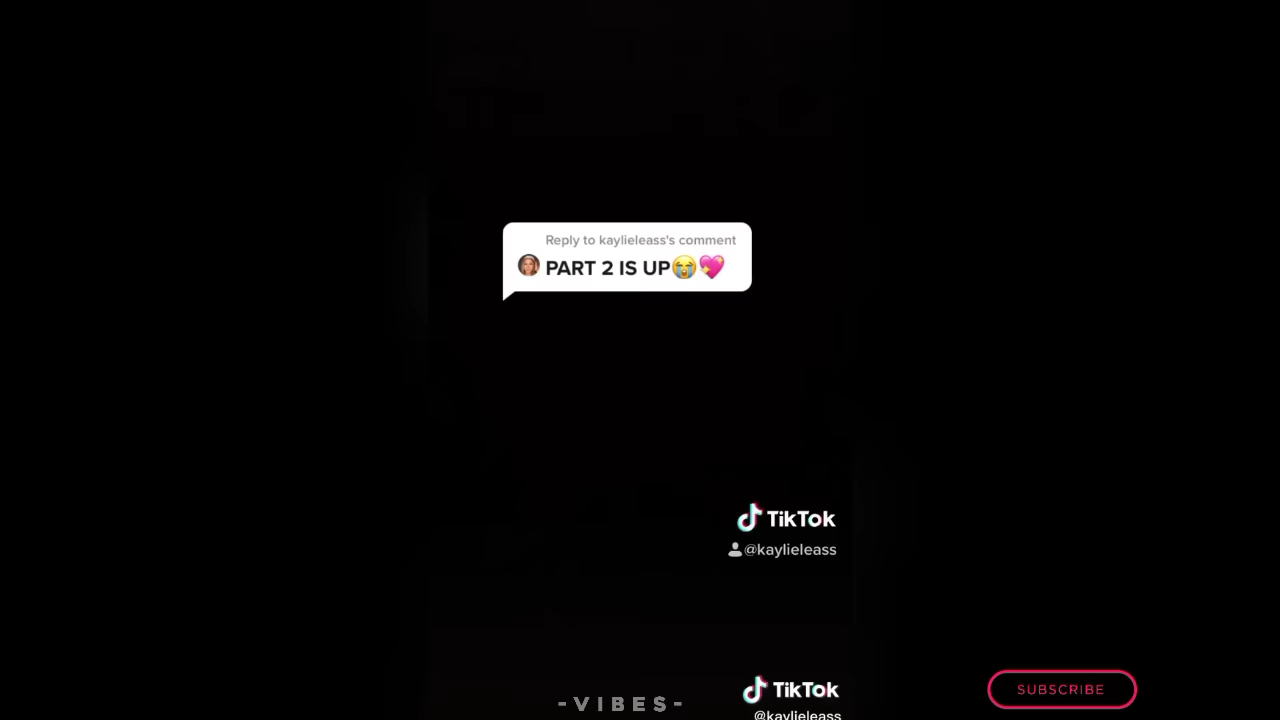 Reply to kaylieleass's comment
PART 2 IS UP😭💖
TikTok
@kaylieleass
TikTok
@kaylieleass
-VIBES-
SUBSCRIBE